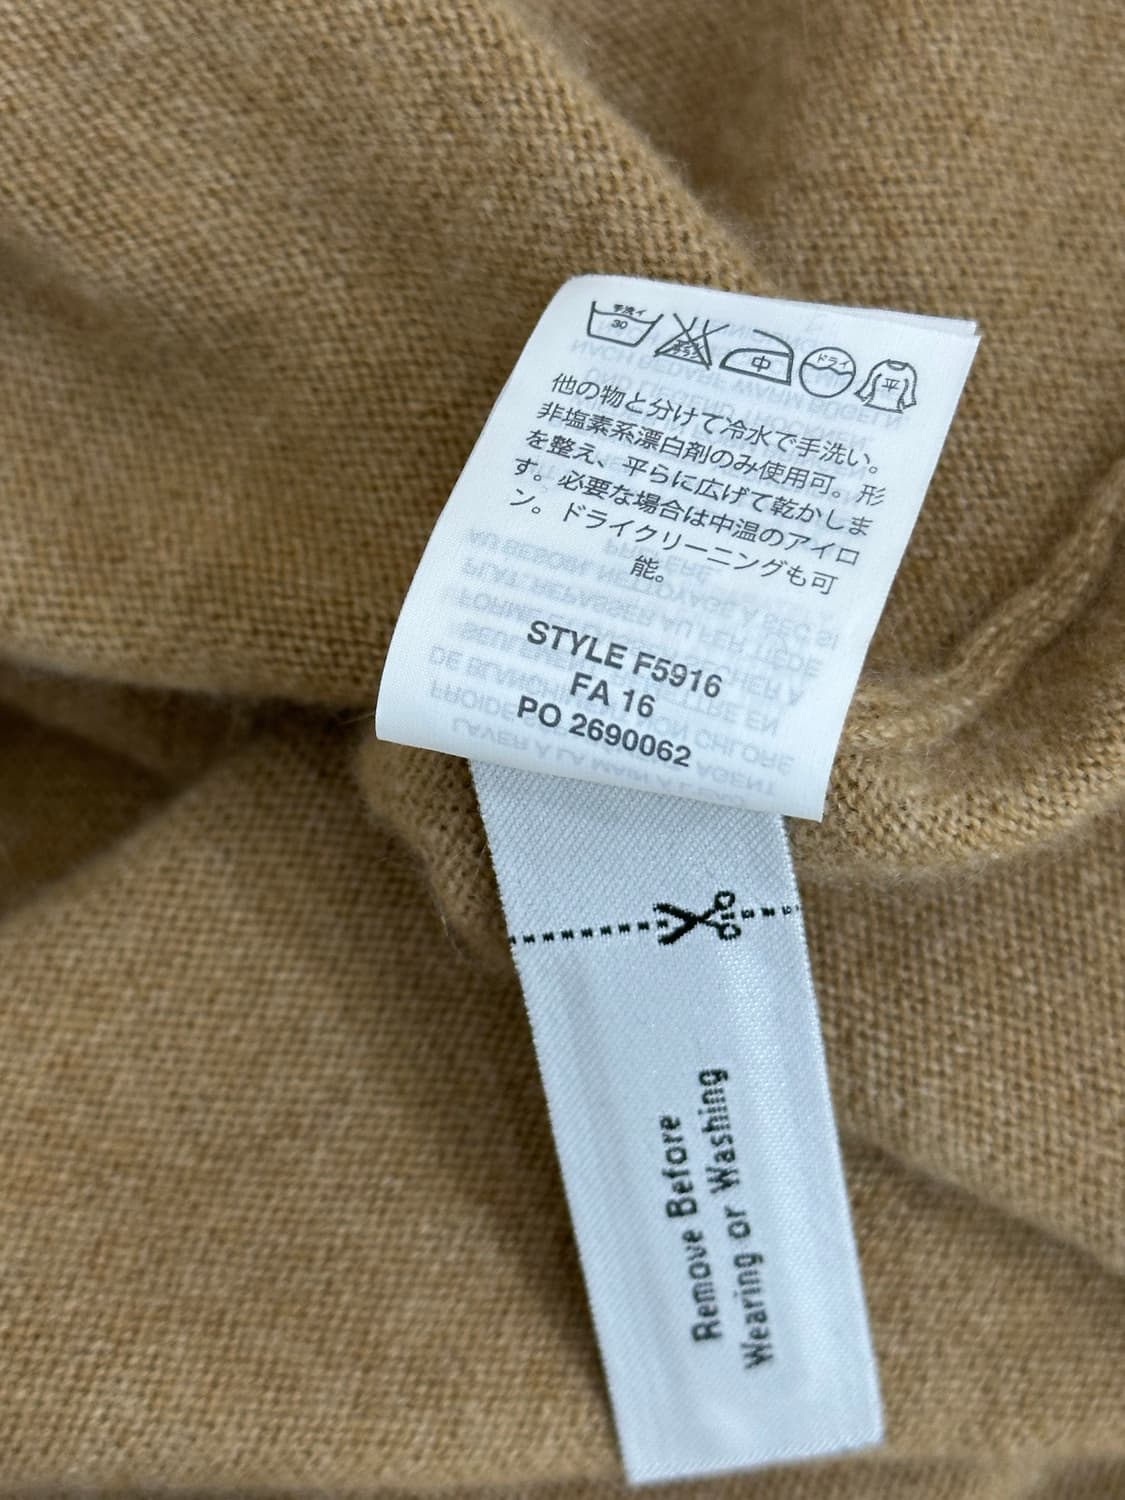 手洗イ
30
エンソ
サラシ
中
ドライ
平
他の物と分けて冷水で手洗い。
非塩素系漂白剤のみ使用可。形
を整え、平らに広げて乾かしま
す。必要な場合は中温のアイロ
ン。ドライクリーニングも可
能。
STYLE F5916
FA 16
PO 2690062
Remove Before
Wearing or Washing